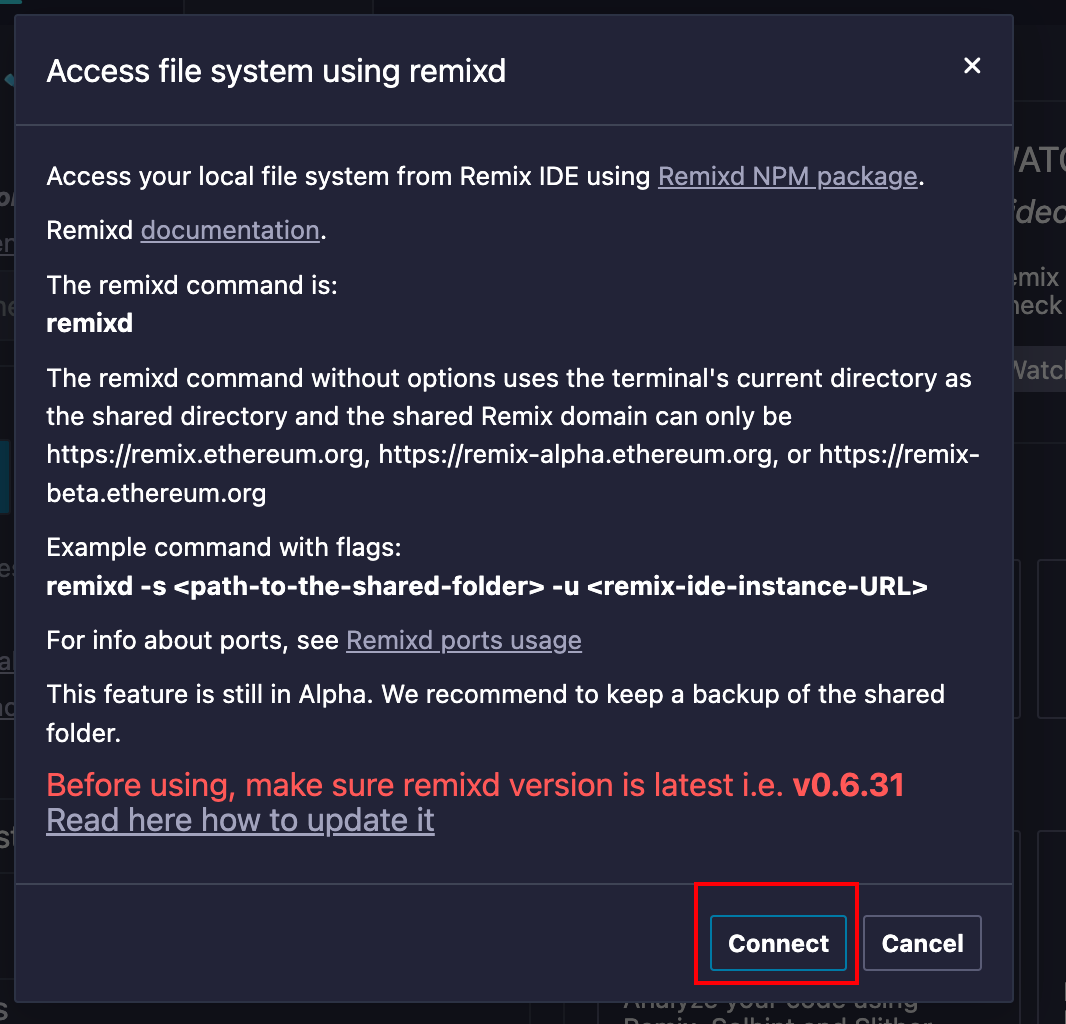 Access file system using remixd
Access your local file system from Remix IDE using Remixd NPM package.
Remixd documentation.
The remixd command is:
remixd
The remixd command without options uses the terminal's current directory as
the shared directory and the shared Remix domain can only be
https://remix.ethereum.org, https://remix-alpha.ethereum.org, or https://remix-
beta.ethereum.org
Example command with flags:
remixd -s <path-to-the-shared-folder> -u <remix-ide-instance-URL>
For info about ports, see Remixd ports usage
This feature is still in Alpha. We recommend to keep a backup of the shared
folder.
Before using, make sure remixd version is latest i.e. v0.6.31
Read here how to update it
Connect Cancel
Analyze your code using
Remix, Solhint and Slither